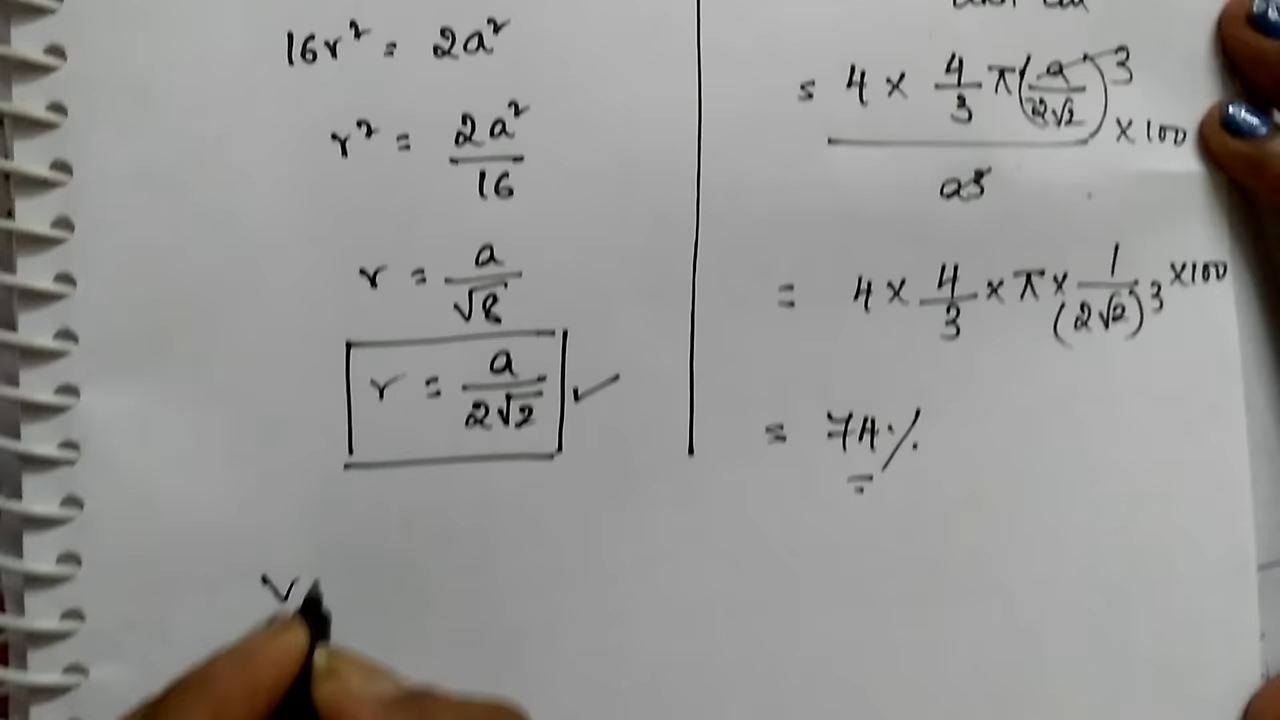 16r² = 2a²
r² = 2a² / 16
r = a / √8
r = a / 2√2 ✓
= 4 × 4/3 π (a / 2√2)³ × 100
a³
= 4 × 4/3 × π × 1 / (2√2)³ × 100
= 74%
V